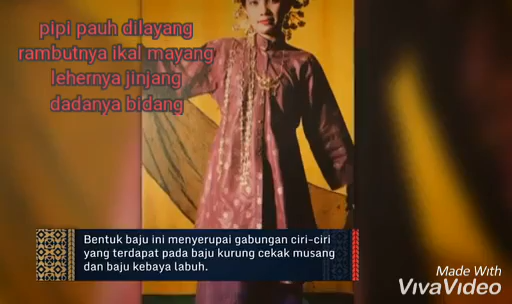 pipi pauh dilayang
rambutnya ikal mayang
lehernya jinjang
dadanya bidang
Bentuk baju ini menyerupai gabungan ciri-ciri
yang terdapat pada baju kurung cekak musang
dan baju kebaya labuh.
Made With
VivaVideo